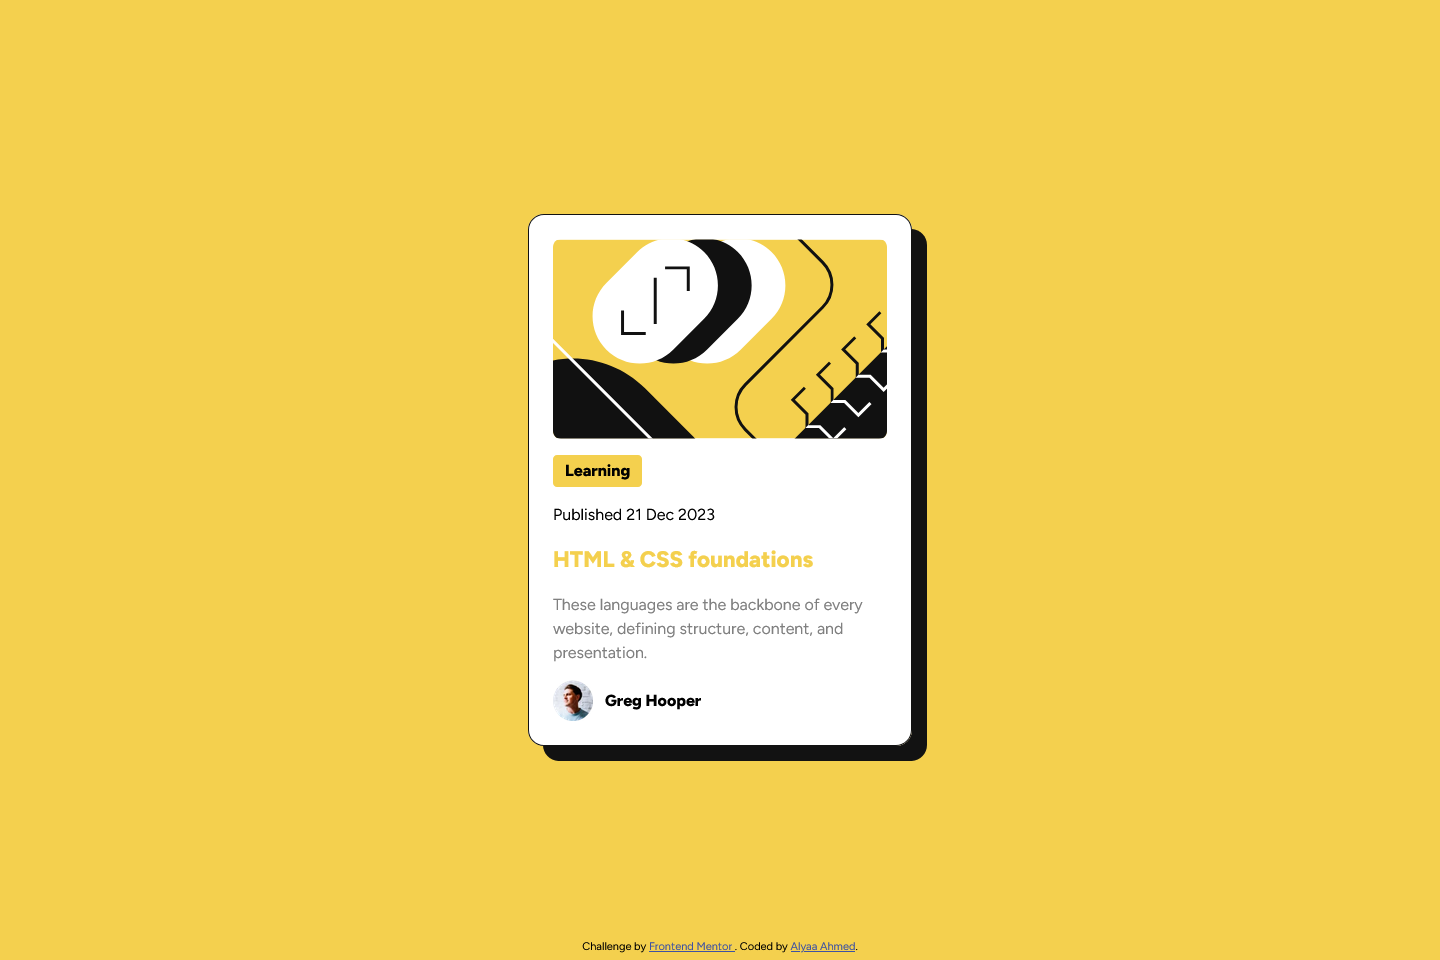 Learning
Published 21 Dec 2023
HTML & CSS foundations
These languages are the backbone of every
website, defining structure, content, and
presentation.
Greg Hooper
Challenge by Frontend Mentor . Coded by Alyaa Ahmed.